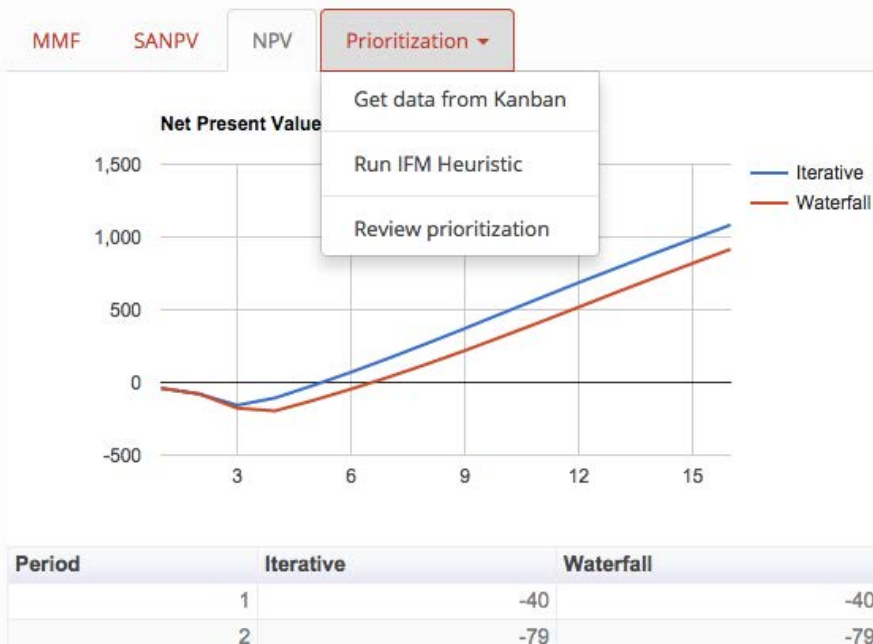 MMF SANPV NPV Prioritization
Get data from Kanban
Run IFM Heuristic
Review prioritization
Net Present Value
1,500
1,000
500
0
-500
3 6 9 12 15
Iterative
Waterfall
Period Iterative Waterfall
1 -40 -40
2 -79 -79